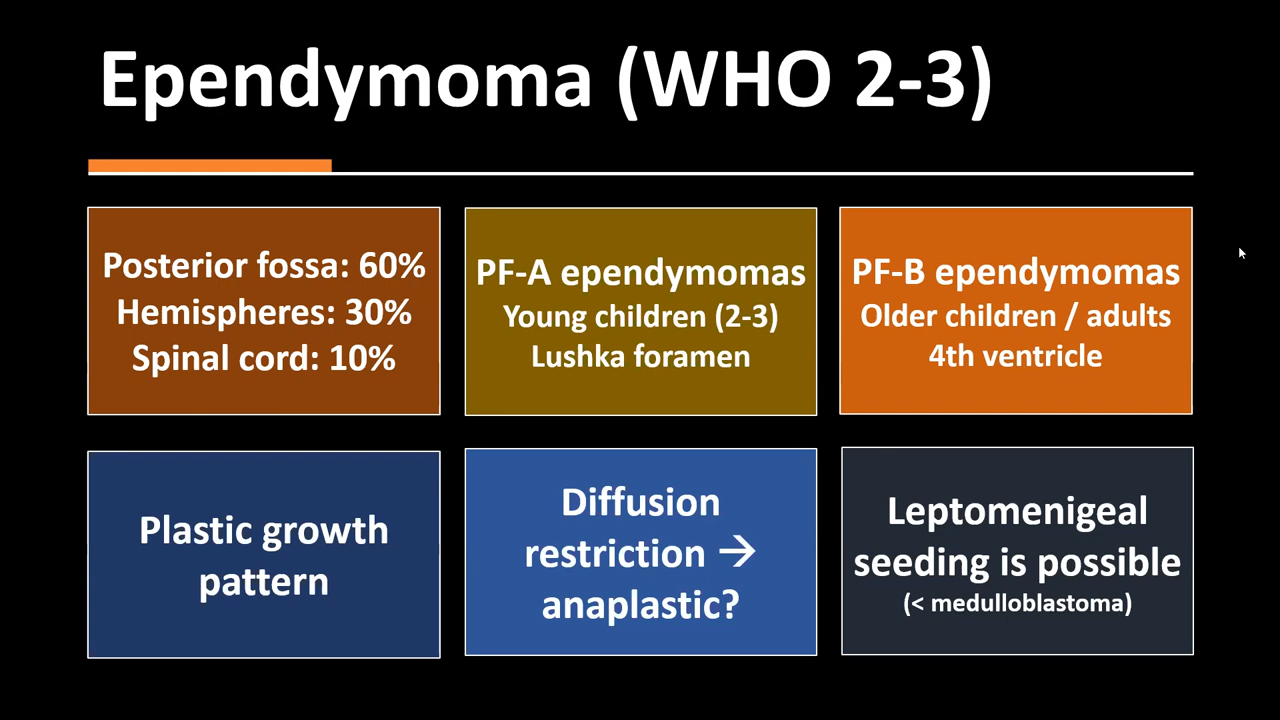 Ependymoma (WHO 2-3)
Posterior fossa: 60%
Hemispheres: 30%
Spinal cord: 10%
PF-A ependymomas
Young children (2-3)
Lushka foramen
PF-B ependymomas
Older children / adults
4th ventricle
Plastic growth
pattern
Diffusion
restriction →
anaplastic?
Leptomenigeal
seeding is possible
(< medulloblastoma)